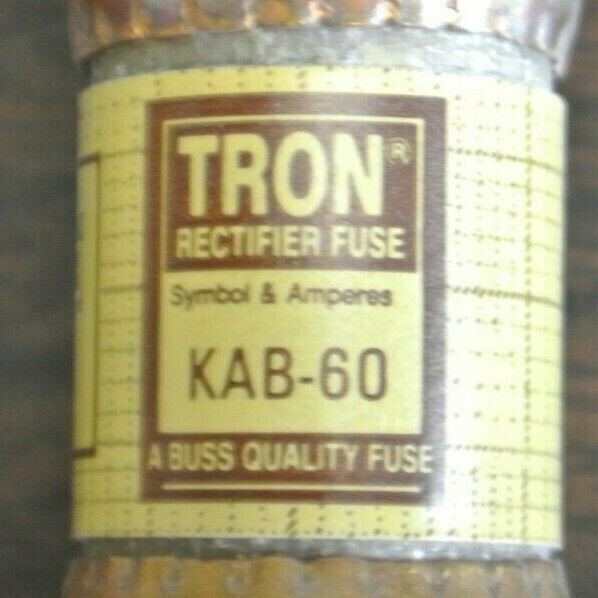 TRON®
RECTIFIER FUSE
Symbol & Amperes
KAB-60
A BUSS QUALITY FUSE